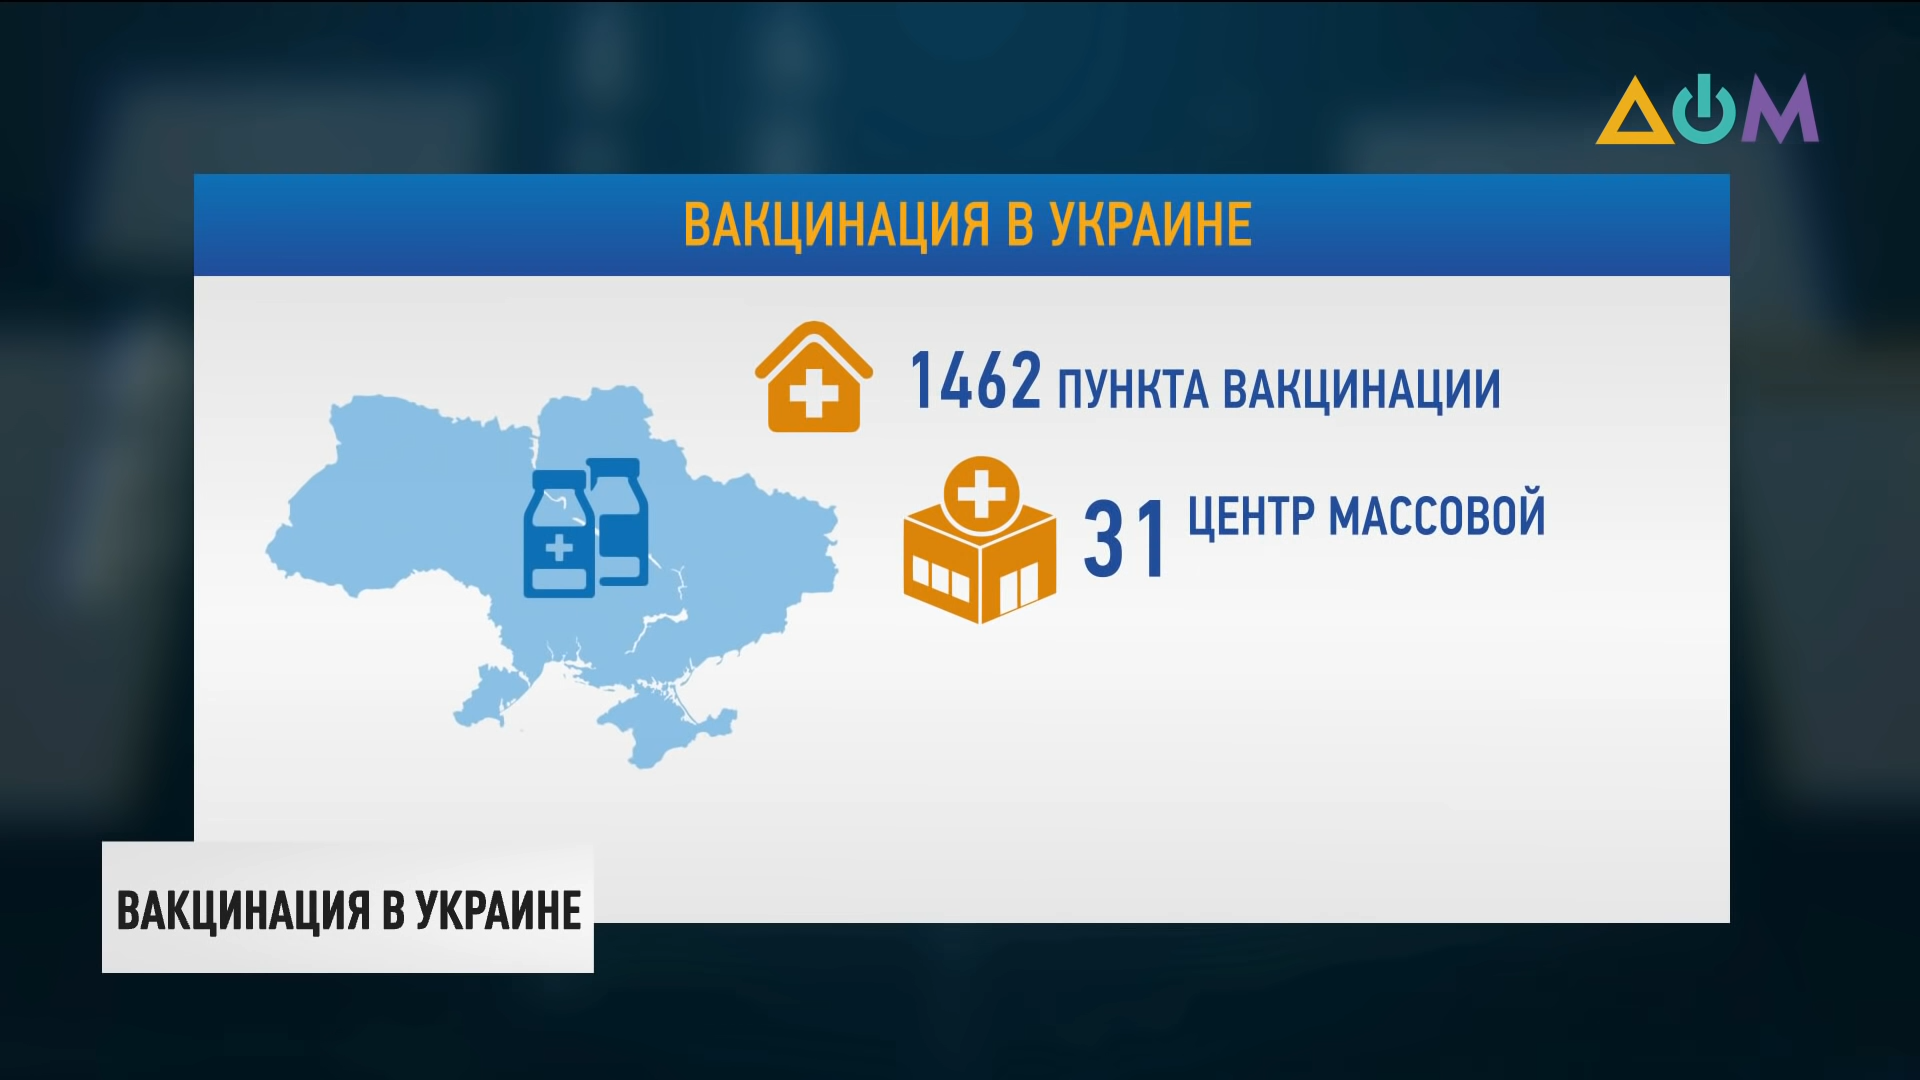 ДОМ
ВАКЦИНАЦИЯ В УКРАИНЕ
1462 ПУНКТА ВАКЦИНАЦИИ
31 ЦЕНТР МАССОВОЙ
ВАКЦИНАЦИЯ В УКРАИНЕ